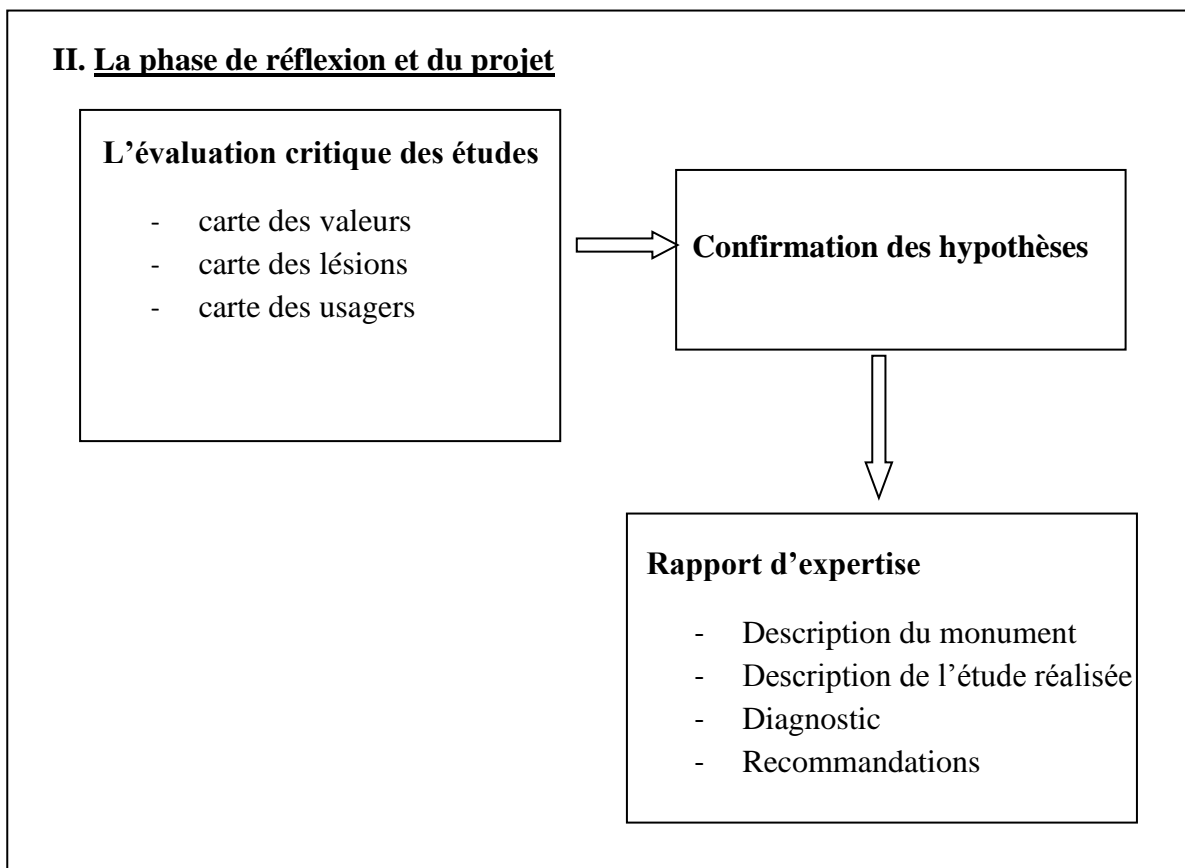 II. La phase de réflexion et du projet
L’évaluation critique des études
- carte des valeurs
- carte des lésions
- carte des usagers
Confirmation des hypothèses
Rapport d’expertise
- Description du monument
- Description de l’étude réalisée
- Diagnostic
- Recommandations